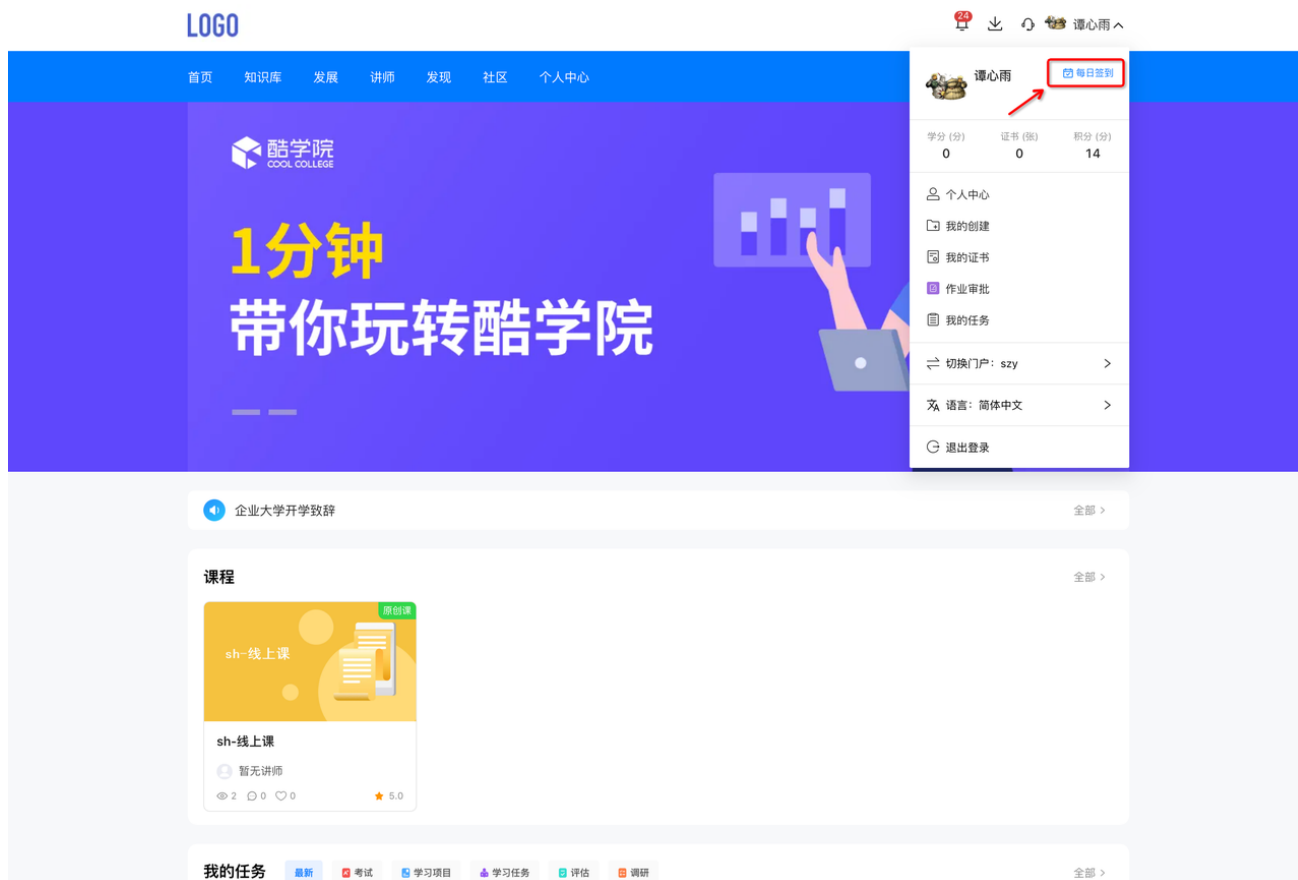 LOGO
24
谭心雨
首页 知识库 发展 讲师 发现 社区 个人中心
谭心雨
每日签到
学分 (分) 证书 (张) 积分 (分)
0 0 14
个人中心
我的创建
我的证书
作业审批
我的任务
切换门户：szy
语言：简体中文
退出登录
酷学院
COOL COLLEGE
1分钟
带你玩转酷学院
企业大学开学致辞 全部
课程 全部
原创课
sh-线上课
sh-线上课
暂无讲师
2 0 0 5.0
我的任务 最新 考试 学习项目 学习任务 评估 调研 全部